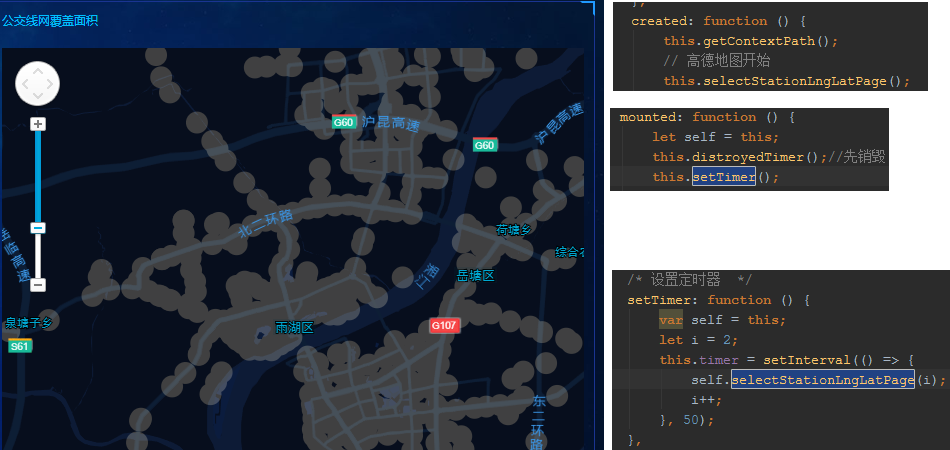 公交线网覆盖面积
G60
沪昆高速
G60
沪昆高速
北二环路
荷塘乡
综合农
岳临高速
岳塘区
江湘
泉塘子乡
雨湖区
G107
S61
东二环路
},
created: function () {
this.getContextPath();
// 高德地图开始
this.selectStationLngLatPage();
mounted: function () {
let self = this;
this.distroyedTimer();//先销毁
this.setTimer();
/* 设置定时器 */
setTimer: function () {
var self = this;
let i = 2;
this.timer = setInterval(() => {
self.selectStationLngLatPage(i);
i++;
}, 50);
},